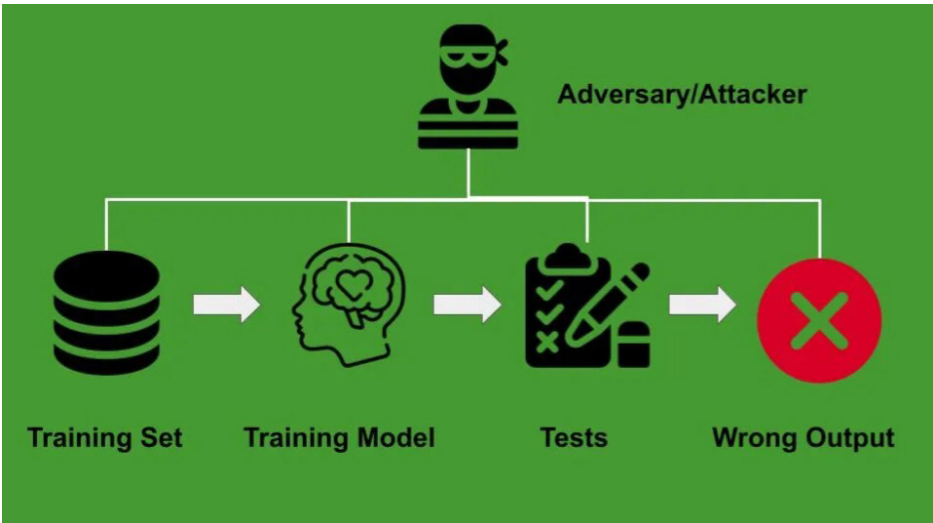 Adversary/Attacker
Training Set
Training Model
Tests
Wrong Output